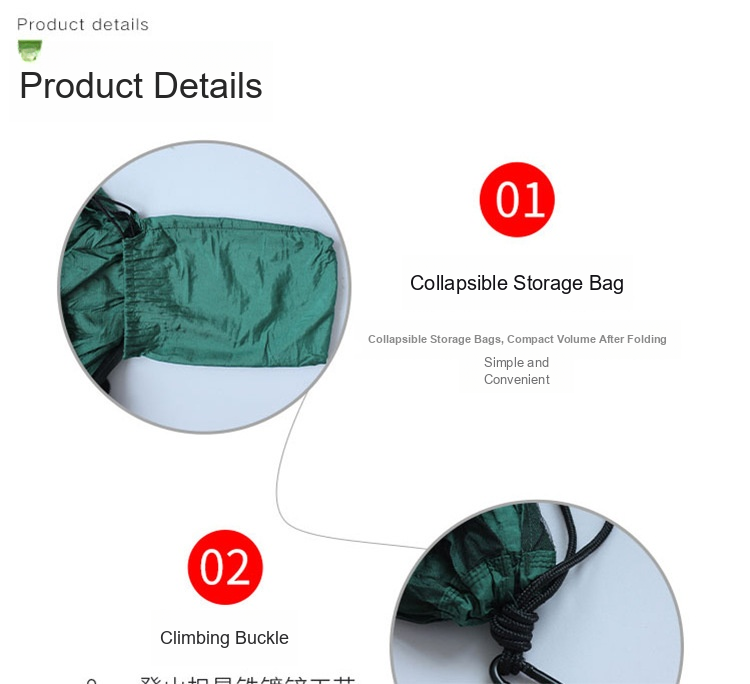 Product details
Product Details
01
Collapsible Storage Bag
Collapsible Storage Bags, Compact Volume After Folding
Simple and
Convenient
02
Climbing Buckle